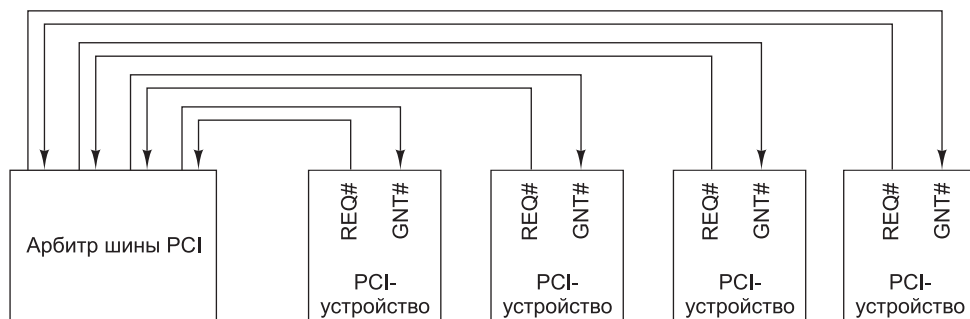 Арбитр шины PCI
REQ#
GNT#
PCI-
устройство
REQ#
GNT#
PCI-
устройство
REQ#
GNT#
PCI-
устройство
REQ#
GNT#
PCI-
устройство